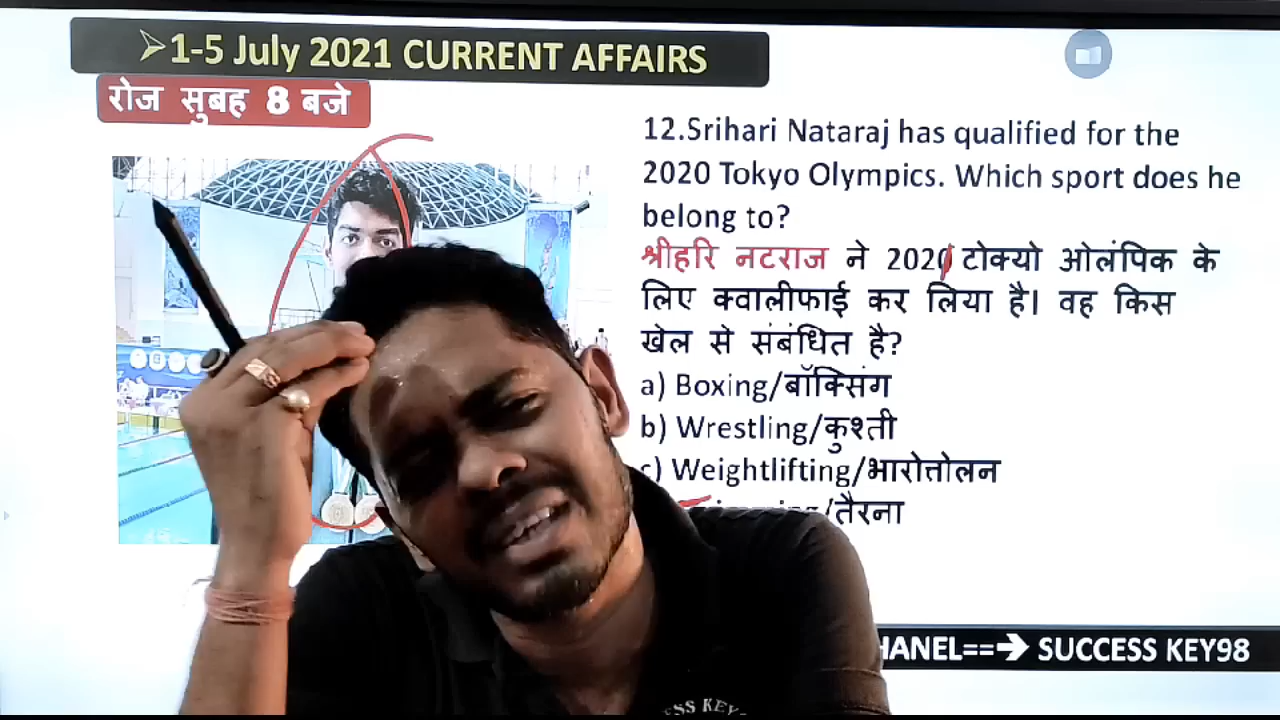 ➢1-5 July 2021 CURRENT AFFAIRS
रोज सुबह 8 बजे
12.Srihari Nataraj has qualified for the
2020 Tokyo Olympics. Which sport does he
belong to?
श्रीहरि नटराज ने 2020 टोक्यो ओलंपिक के
लिए क्वालीफाई कर लिया है। वह किस
खेल से संबंधित है?
a) Boxing/बॉक्सिंग
b) Wrestling/कुश्ती
c) Weightlifting/भारोत्तोलन
/तैरना
HANEL==➔ SUCCESS KEY98
ESS KEY